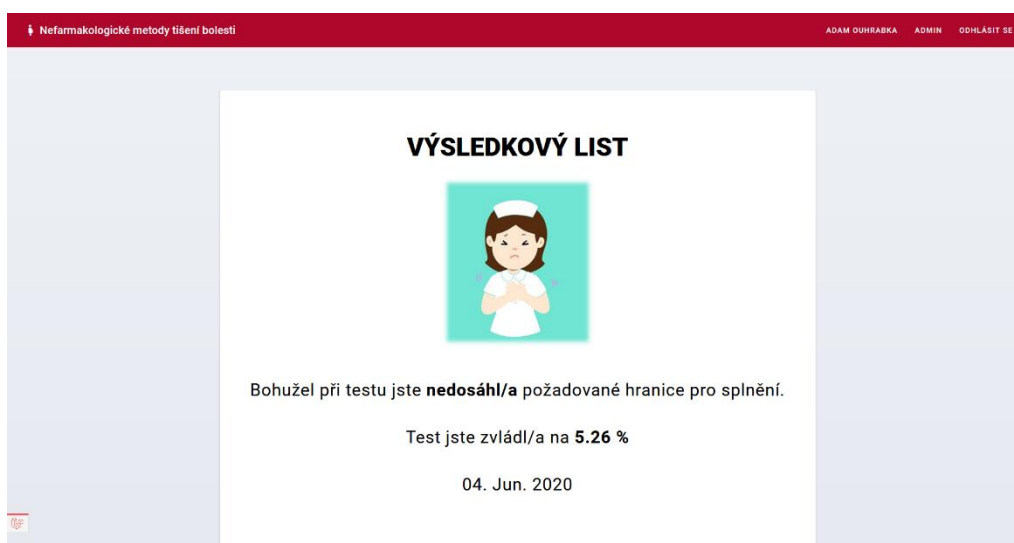 Nefarmakologické metody tišení bolesti
ADAM OUHRABKA ADMIN ODHLÁSIT SE
VÝSLEDKOVÝ LIST
Bohužel při testu jste nedosáhl/a požadované hranice pro splnění.
Test jste zvládl/a na 5.26 %
04. Jun. 2020